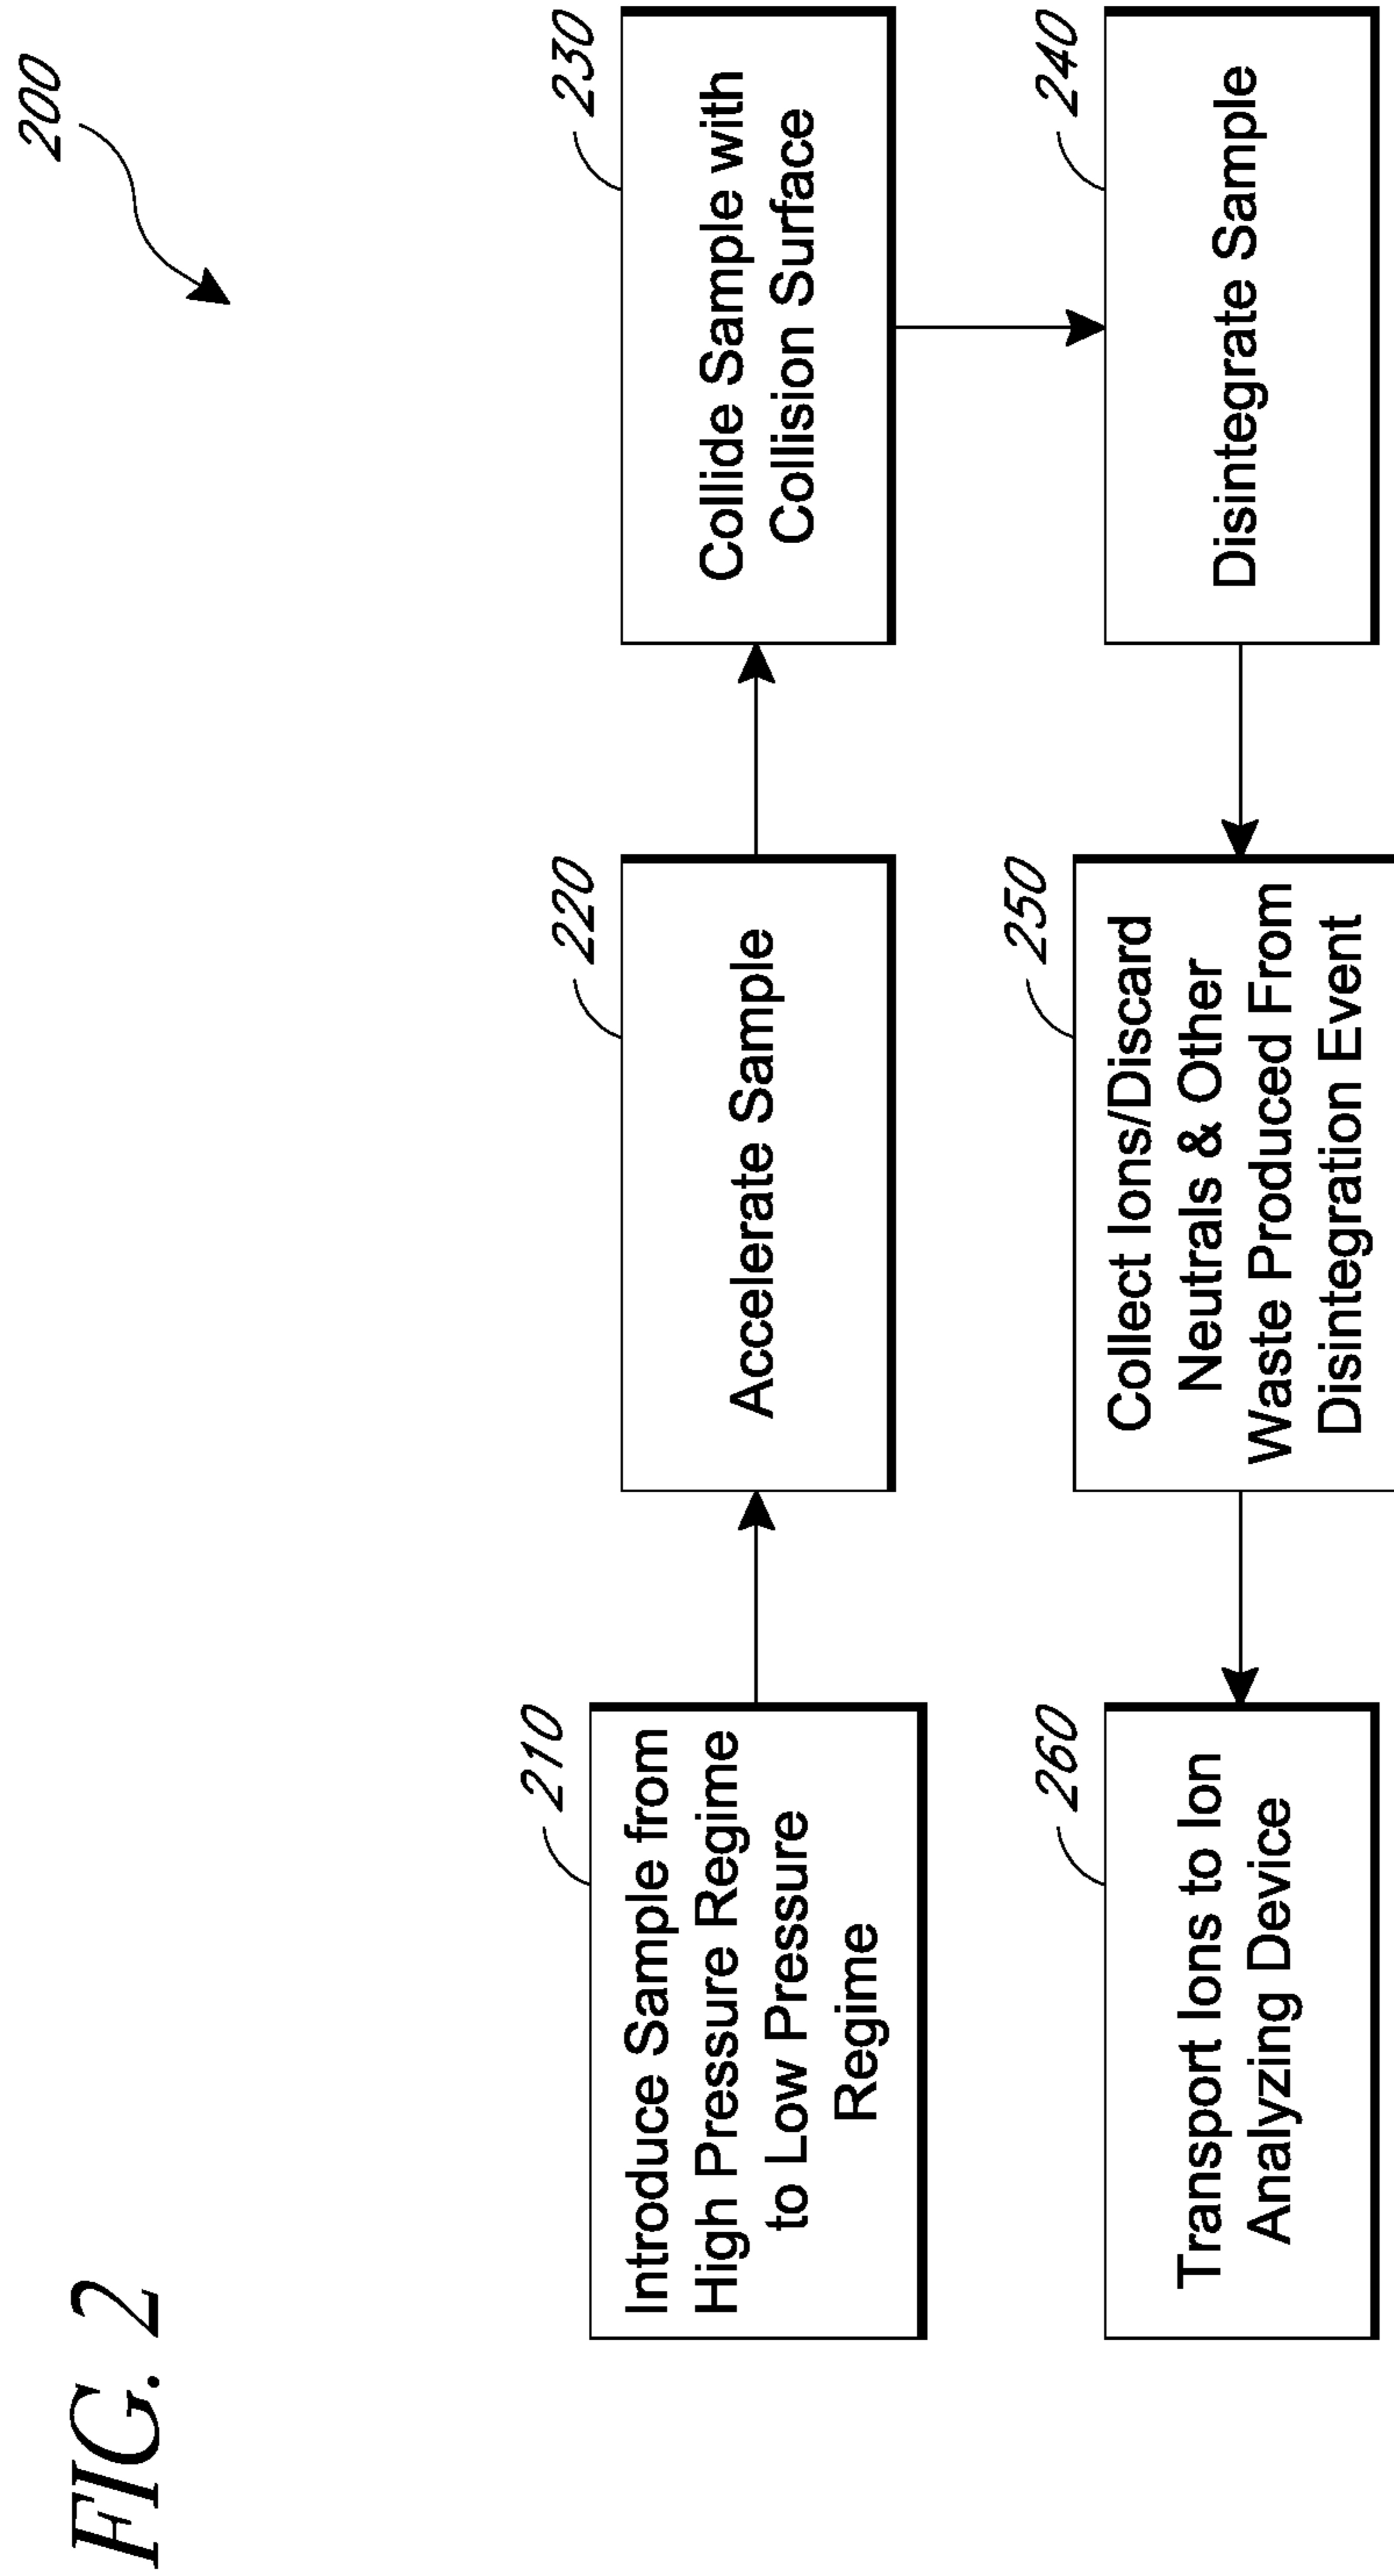 FIG. 2
200
210
Introduce Sample from
High Pressure Regime
to Low Pressure
Regime
220
Accelerate Sample
230
Collide Sample with
Collision Surface
240
Disintegrate Sample
250
Collect Ions/Discard
Neutrals & Other
Waste Produced From
Disintegration Event
260
Transport Ions to Ion
Analyzing Device